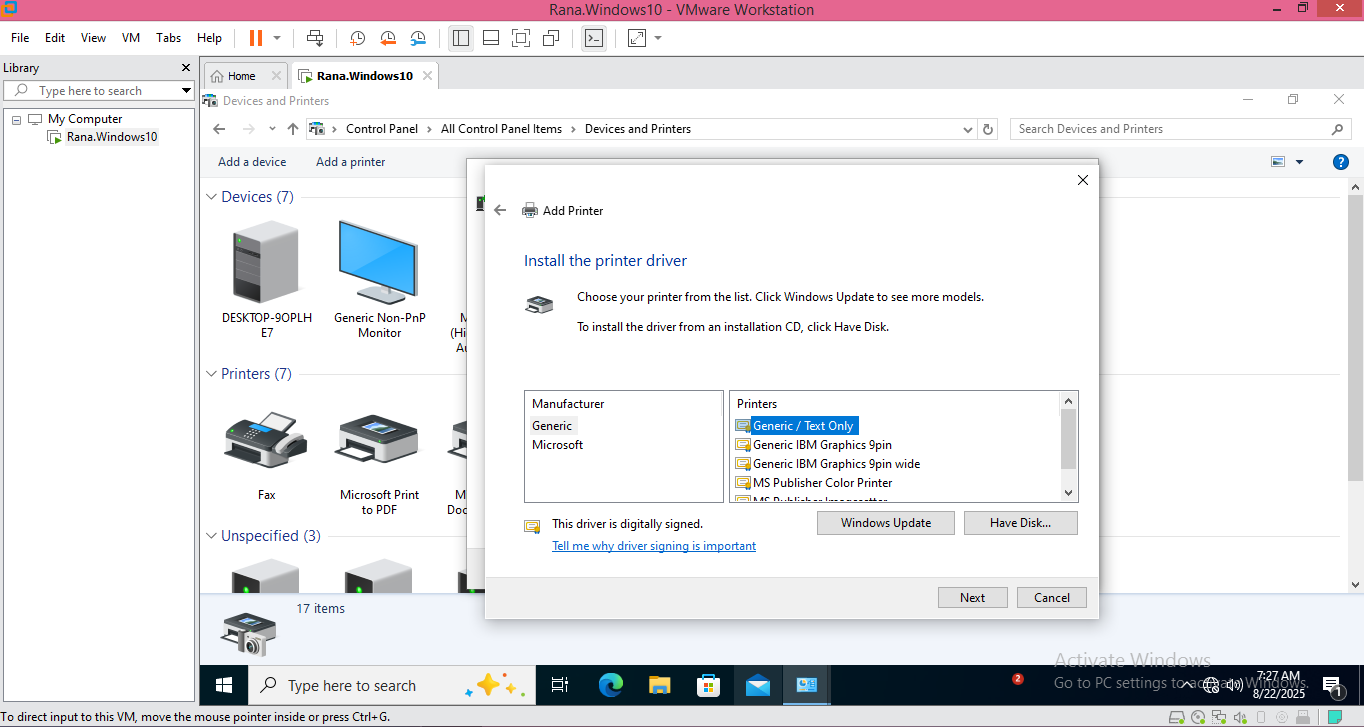 Rana.Windows10 - VMware Workstation
File Edit View VM Tabs Help
Library
Type here to search
My Computer
Rana.Windows10
Home
Rana.Windows10
Devices and Printers
Control Panel > All Control Panel Items > Devices and Printers
Search Devices and Printers
Add a device Add a printer
Devices (7)
DESKTOP-9OPLH
E7
Generic Non-PnP
Monitor
M
(Hi
Au
Printers (7)
Fax
Microsoft Print
to PDF
M
Doc
Unspecified (3)
17 items
Add Printer
Install the printer driver
Choose your printer from the list. Click Windows Update to see more models.
To install the driver from an installation CD, click Have Disk.
Manufacturer
Generic
Microsoft
Printers
Generic / Text Only
Generic IBM Graphics 9pin
Generic IBM Graphics 9pin wide
MS Publisher Color Printer
MS Publisher Imagesetter
This driver is digitally signed.
Tell me why driver signing is important
Windows Update
Have Disk...
Next
Cancel
Activate Windows
Go to PC settings to activate Windows.
Type here to search
2
7:27 AM
8/22/2025
1
To direct input to this VM, move the mouse pointer inside or press Ctrl+G.